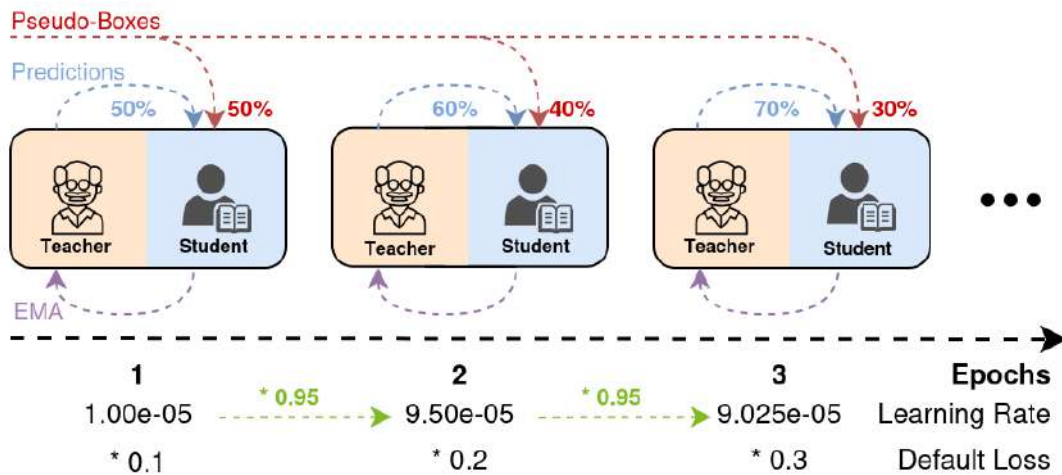 Pseudo-Boxes
Predictions
50% 50% 60% 40% 70% 30%
Teacher Student Teacher Student Teacher Student
EMA
1 2 3 Epochs
* 0.95 * 0.95
1.00e-05 9.50e-05 9.025e-05 Learning Rate
* 0.1 * 0.2 * 0.3 Default Loss